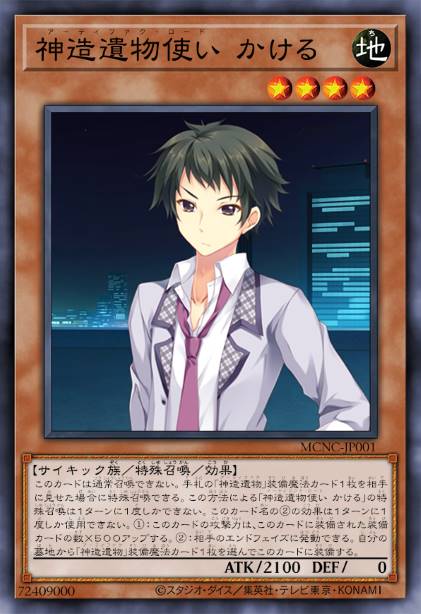 アーティファクト・ロード
神造遺物使い かける
ち
地
MCNC-JP001
【サイキック族／特殊召喚／効果】
このカードは通常召喚できない。手札の「神造遺物」装備魔法カード１枚を相手
に見せた場合に特殊召喚できる。この方法による「神造遺物使い かける」の特
殊召喚は１ターンに１度しかできない。このカード名の②の効果は１ターンに１
度しか使用できない。①：このカードの攻撃力は、このカードに装備された装備
カードの数×５００アップする。②：相手のエンドフェイズに発動できる。自分の
墓地から「神造遺物」装備魔法カード１枚を選んでこのカードに装備する。
ATK/2100 DEF/ 0
72409000
©スタジオ・ダイス／集英社・テレビ東京・KONAMI